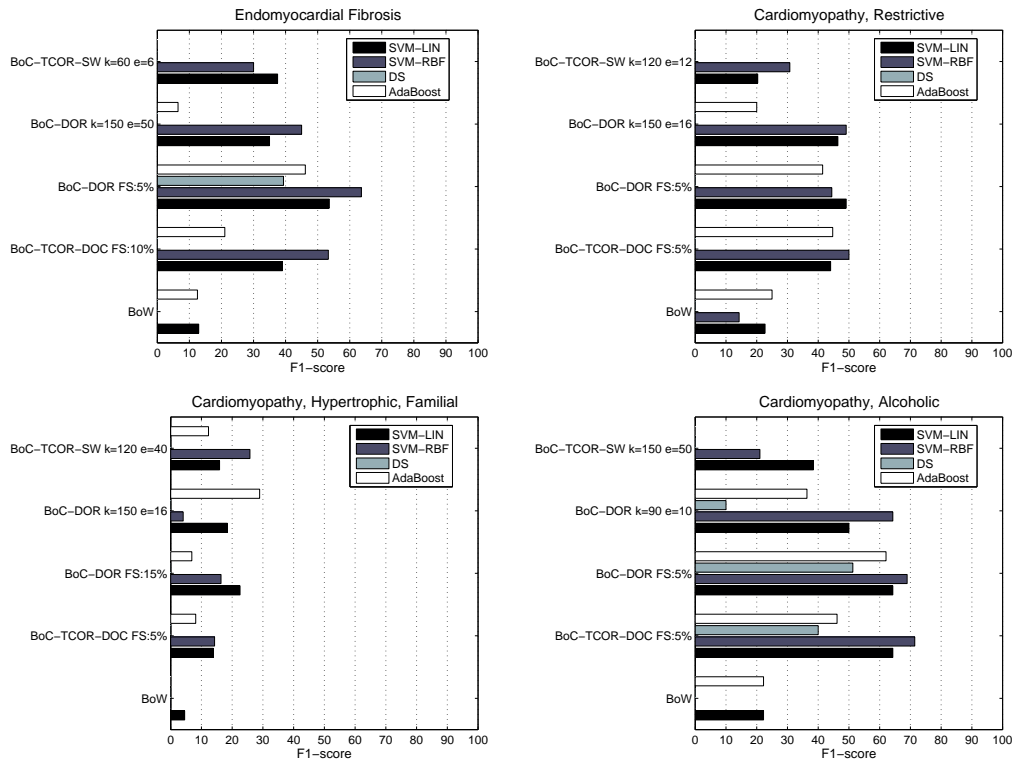 Endomyocardial Fibrosis
SVM−LIN
SVM−RBF
DS
AdaBoost
BoC−TCOR−SW k=60 e=6
BoC−DOR k=150 e=50
BoC−DOR FS:5%
BoC−TCOR−DOC FS:10%
BoW
0 10 20 30 40 50 60 70 80 90 100
F1−score
Cardiomyopathy, Restrictive
SVM−LIN
SVM−RBF
DS
AdaBoost
BoC−TCOR−SW k=120 e=12
BoC−DOR k=150 e=16
BoC−DOR FS:5%
BoC−TCOR−DOC FS:5%
BoW
0 10 20 30 40 50 60 70 80 90 100
F1−score
Cardiomyopathy, Hypertrophic, Familial
SVM−LIN
SVM−RBF
DS
AdaBoost
BoC−TCOR−SW k=120 e=40
BoC−DOR k=150 e=16
BoC−DOR FS:15%
BoC−TCOR−DOC FS:5%
BoW
0 10 20 30 40 50 60 70 80 90 100
F1−score
Cardiomyopathy, Alcoholic
SVM−LIN
SVM−RBF
DS
AdaBoost
BoC−TCOR−SW k=150 e=50
BoC−DOR k=90 e=10
BoC−DOR FS:5%
BoC−TCOR−DOC FS:5%
BoW
0 10 20 30 40 50 60 70 80 90 100
F1−score